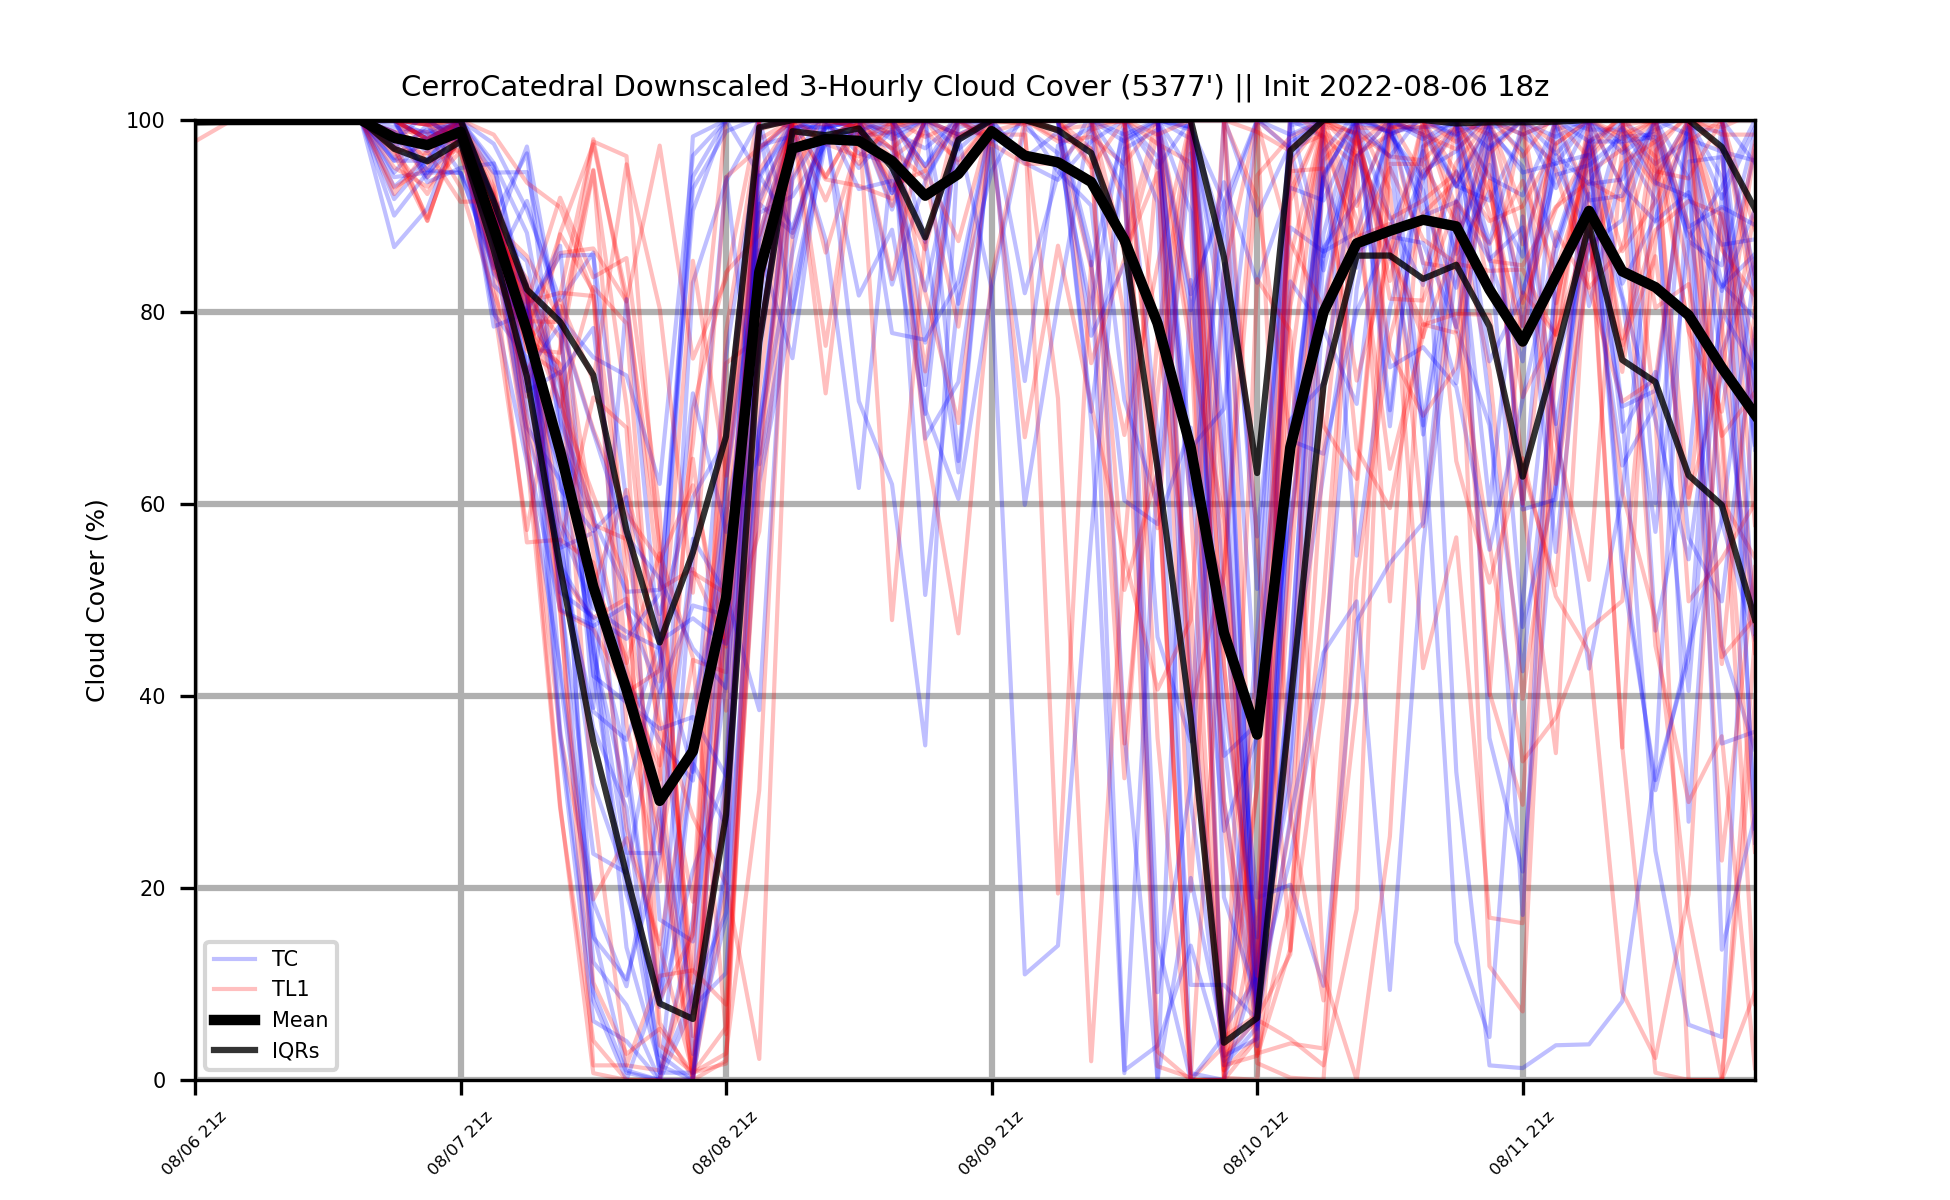 CerroCatedral Downscaled 3-Hourly Cloud Cover (5377') || Init 2022-08-06 18z
Cloud Cover (%)
100
80
60
40
20
0
TC
TL1
Mean
IQRs
08/06 21z
08/07 21z
08/08 21z
08/09 21z
08/10 21z
08/11 21z